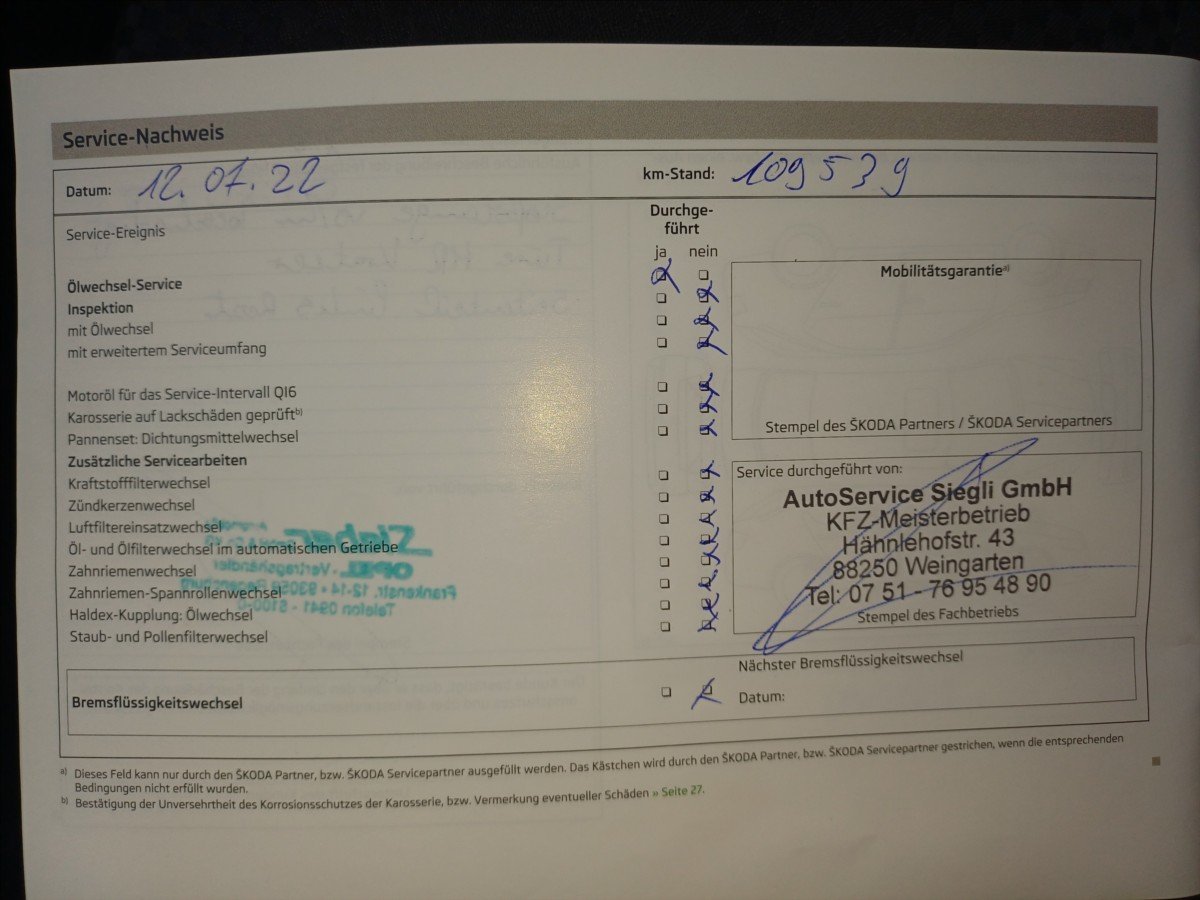 Service-Nachweis
Datum: 12.07.22
km-Stand: 109539
Service-Ereignis
Durchge-
führt
ja nein
Ölwechsel-Service
Inspektion
mit Ölwechsel
mit erweitertem Serviceumfang
Motoröl für das Service-Intervall QI6
Karosserie auf Lackschäden geprüft b)
Pannenset: Dichtungsmittelwechsel
Zusätzliche Servicearbeiten
Kraftstofffilterwechsel
Zündkerzenwechsel
Luftfiltereinsatzwechsel
Öl- und Ölfilterwechsel im automatischen Getriebe
Zahnriemenwechsel
Zahnriemen-Spannrollenwechsel
Haldex-Kupplung: Ölwechsel
Staub- und Pollenfilterwechsel
Mobilitätsgarantie a)
Stempel des ŠKODA Partners / ŠKODA Servicepartners
Service durchgeführt von:
AutoService Siegli GmbH
KFZ-Meisterbetrieb
Hähnlehofstr. 43
88250 Weingarten
Tel: 07 51 - 76 95 48 90
Stempel des Fachbetriebs
Bremsflüssigkeitswechsel
Nächster Bremsflüssigkeitswechsel
Datum:
a) Dieses Feld kann nur durch den ŠKODA Partner, bzw. ŠKODA Servicepartner ausgefüllt werden. Das Kästchen wird durch den ŠKODA Partner, bzw. ŠKODA Servicepartner gestrichen, wenn die entsprechenden
Bedingungen nicht erfüllt wurden.
b) Bestätigung der Unversehrtheit des Korrosionsschutzes der Karosserie, bzw. Vermerkung eventueller Schäden » Seite 27.